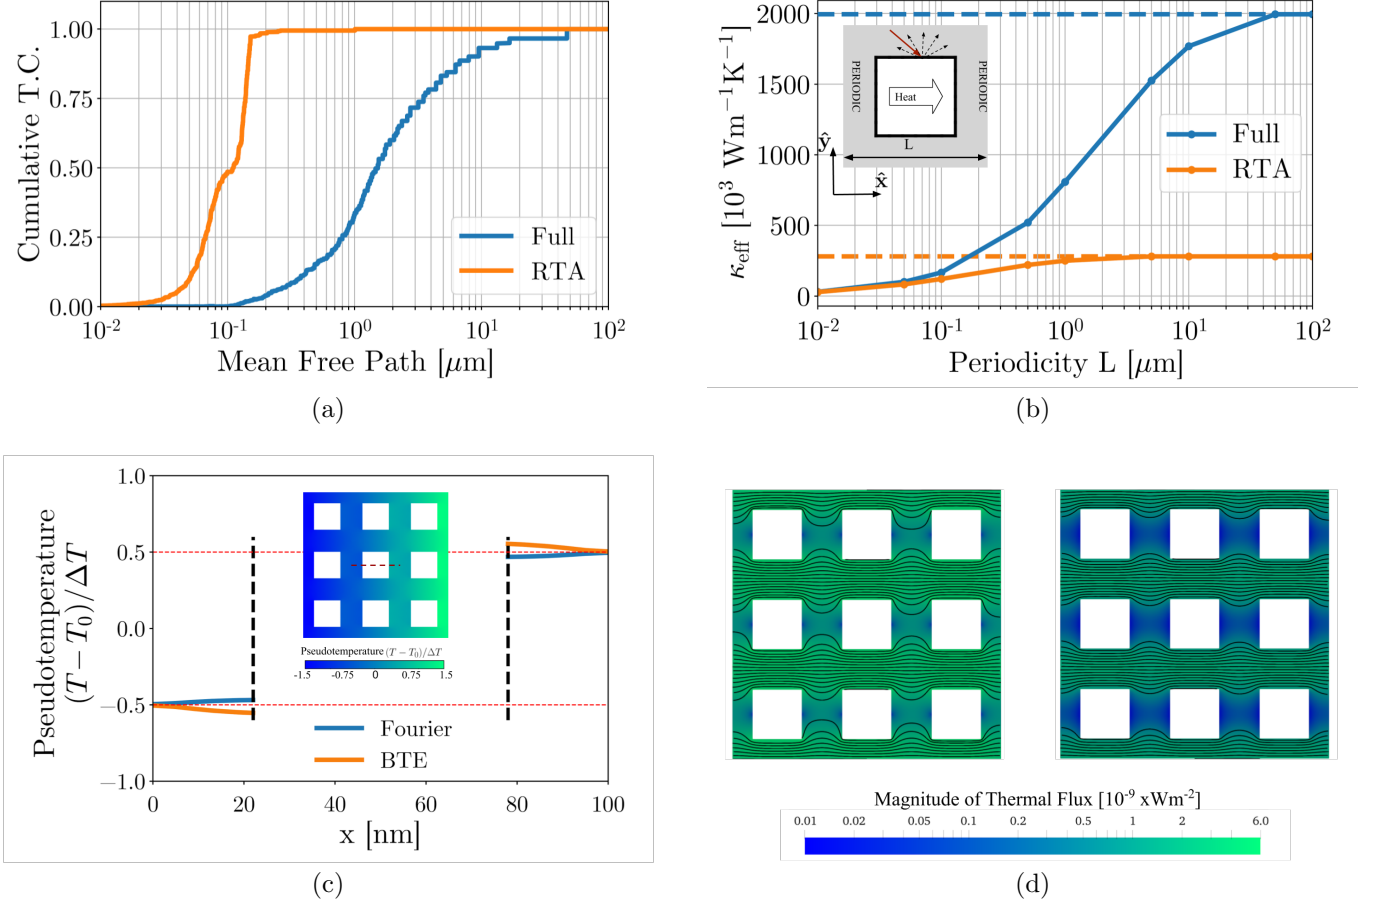 1.00
0.75
0.50
0.25
0.00
Cumulative T.C.
Full
RTA
10⁻² 10⁻¹ 10⁰ 10¹ 10²
Mean Free Path [μm]
(a)
2000
1500
1000
500
0
κeff [10³ Wm⁻¹K⁻¹]
PERIODIC
PERIODIC
Heat
L
ŷ
x̂
Full
RTA
10⁻² 10⁻¹ 10⁰ 10¹ 10²
Periodicity L [μm]
(b)
1.0
0.5
0.0
−0.5
−1.0
Pseudotemperature
(T − T₀)/ΔT
Pseudotemperature (T − T₀)/ΔT
-1.5 -0.75 0 0.75 1.5
Fourier
BTE
0 20 40 60 80 100
x [nm]
(c)
Magnitude of Thermal Flux [10⁻⁹ xWm⁻²]
0.01 0.02 0.05 0.1 0.2 0.5 1 2 6.0
(d)